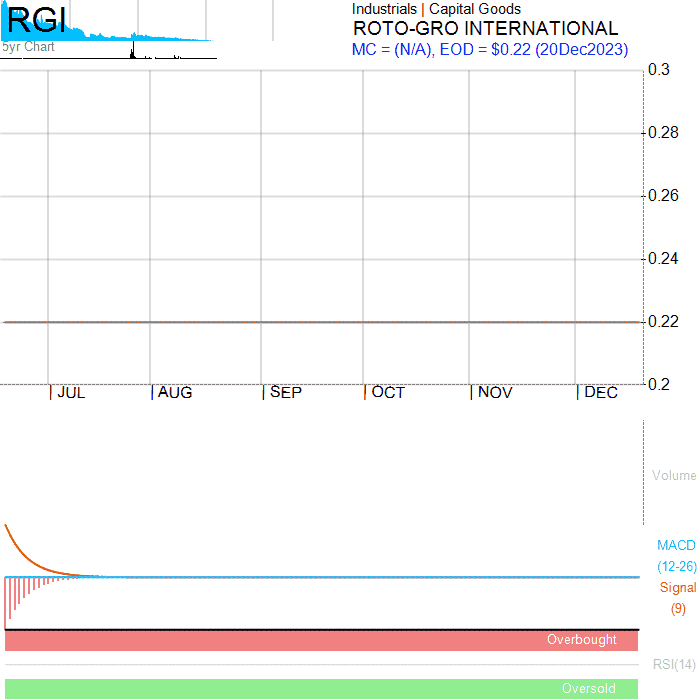 RGI
5yr Chart
Industrials | Capital Goods
ROTO-GRO INTERNATIONAL
MC = (N/A), EOD = $0.22 (20Dec2023)
0.3
0.28
0.26
0.24
0.22
0.2
JUL AUG SEP OCT NOV DEC
Volume
MACD
(12-26)
Signal
(9)
Overbought
RSI(14)
Oversold